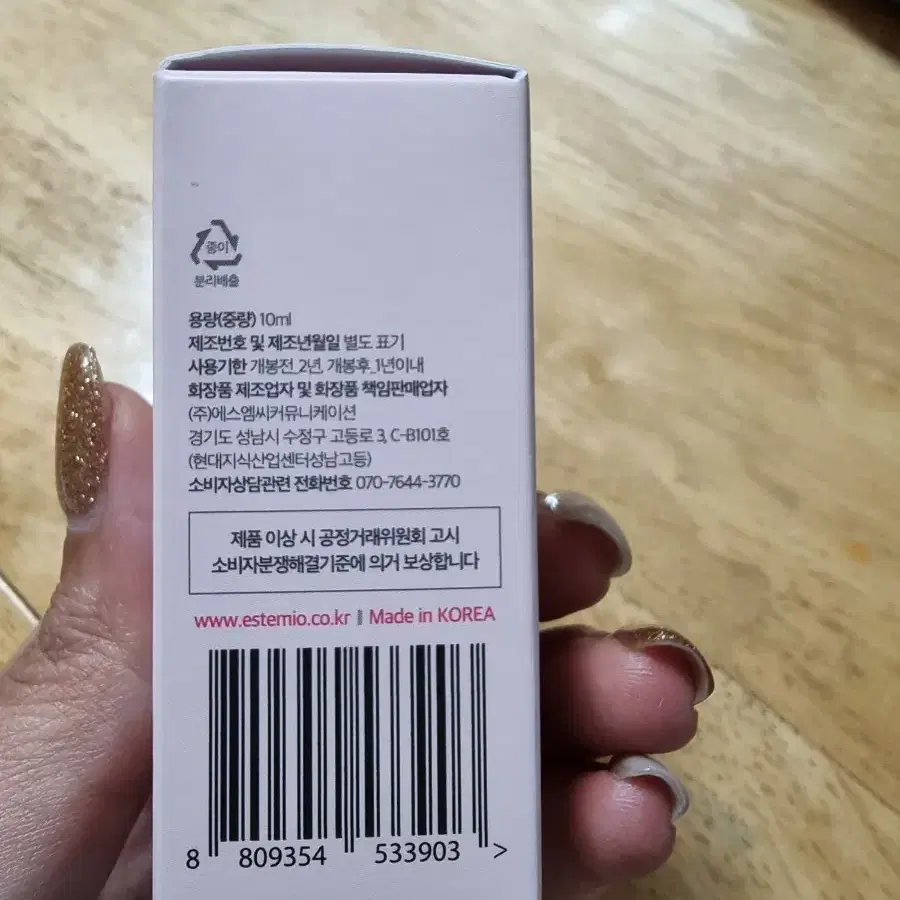 종이
분리배출
용량(중량) 10ml
제조번호 및 제조년월일 별도 표기
사용기한 개봉전_2년, 개봉후_1년이내
화장품 제조업자 및 화장품 책임판매업자
(주)에스엠씨커뮤니케이션
경기도 성남시 수정구 고등로 3, C-B101호
(현대지식산업센터성남고등)
소비자상담관련 전화번호 070-7644-3770
제품 이상 시 공정거래위원회 고시
소비자분쟁해결기준에 의거 보상합니다
www.estemio.co.kr || Made in KOREA
8 809354 533903 >